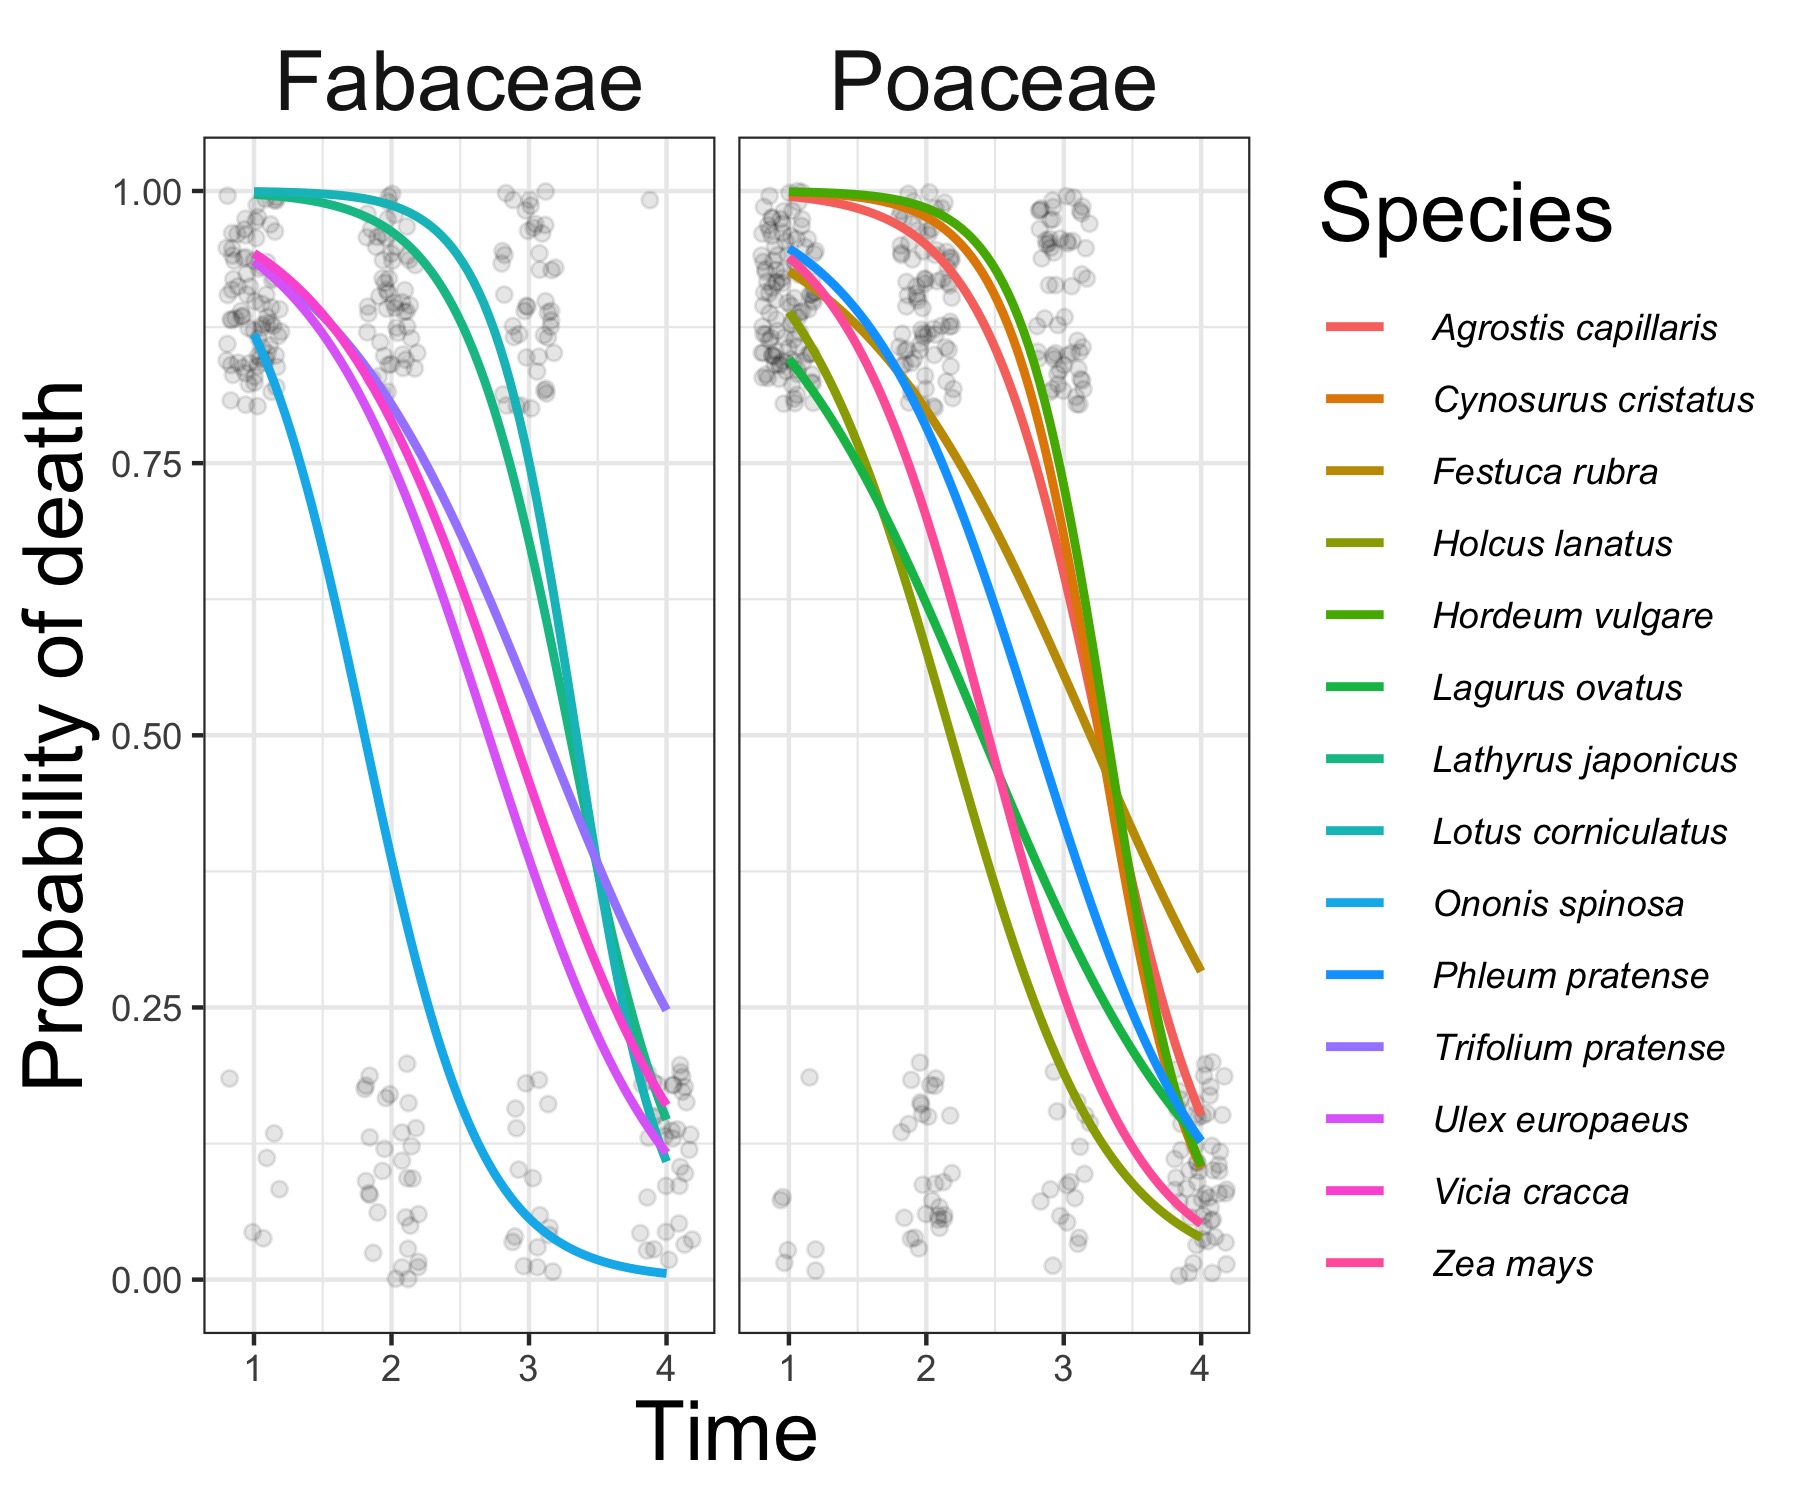 Fabaceae Poaceae
Probability of death
1.00
0.75
0.50
0.25
0.00
1 2 3 4 1 2 3 4
Time
Species
Agrostis capillaris
Cynosurus cristatus
Festuca rubra
Holcus lanatus
Hordeum vulgare
Lagurus ovatus
Lathyrus japonicus
Lotus corniculatus
Ononis spinosa
Phleum pratense
Trifolium pratense
Ulex europaeus
Vicia cracca
Zea mays